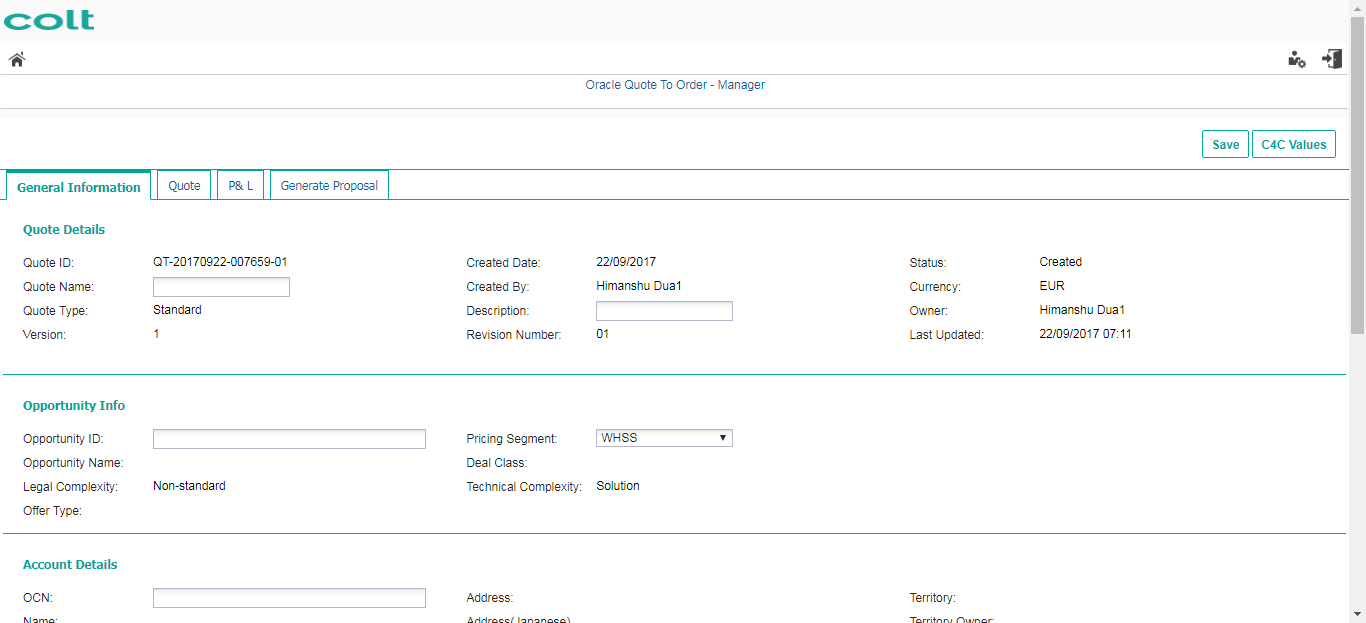 colt
Oracle Quote To Order - Manager
Save C4C Values
General Information Quote P& L Generate Proposal
Quote Details
Quote ID: QT-20170922-007659-01 Created Date: 22/09/2017 Status: Created
Quote Name: Created By: Himanshu Dua1 Currency: EUR
Quote Type: Standard Description: Owner: Himanshu Dua1
Version: 1 Revision Number: 01 Last Updated: 22/09/2017 07:11
Opportunity Info
Opportunity ID: Pricing Segment: WHSS
Opportunity Name: Deal Class:
Legal Complexity: Non-standard Technical Complexity: Solution
Offer Type:
Account Details
OCN: Address: Territory:
Name: Address(Japanese) Territory Owner: